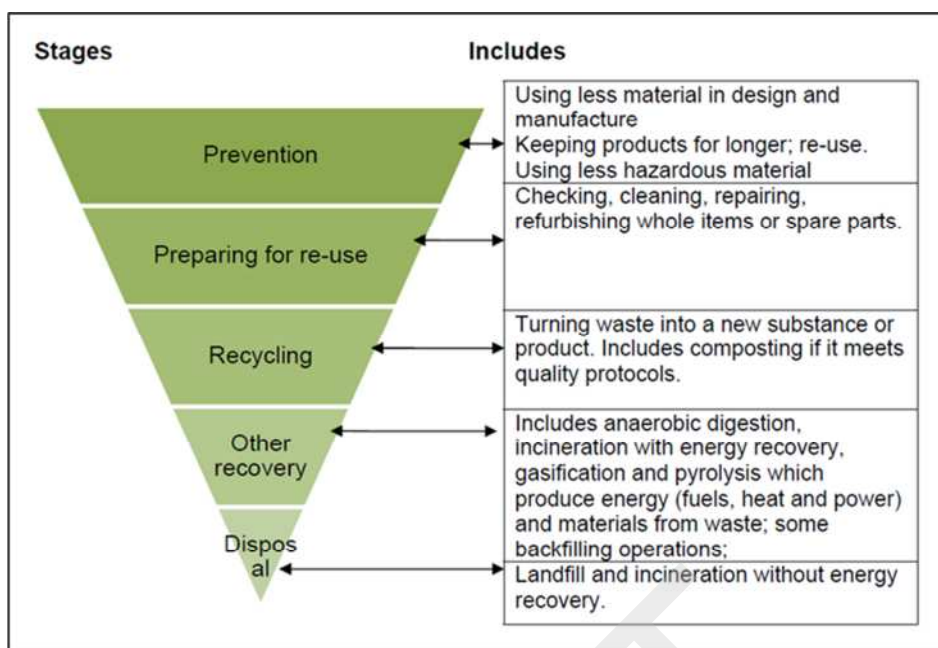 Stages
Includes
Prevention
Using less material in design and
manufacture
Keeping products for longer; re-use.
Using less hazardous material
Preparing for re-use
Checking, cleaning, repairing,
refurbishing whole items or spare parts.
Recycling
Turning waste into a new substance or
product. Includes composting if it meets
quality protocols.
Other
recovery
Includes anaerobic digestion,
incineration with energy recovery,
gasification and pyrolysis which
produce energy (fuels, heat and power)
and materials from waste; some
backfilling operations;
Dispos
al
Landfill and incineration without energy
recovery.